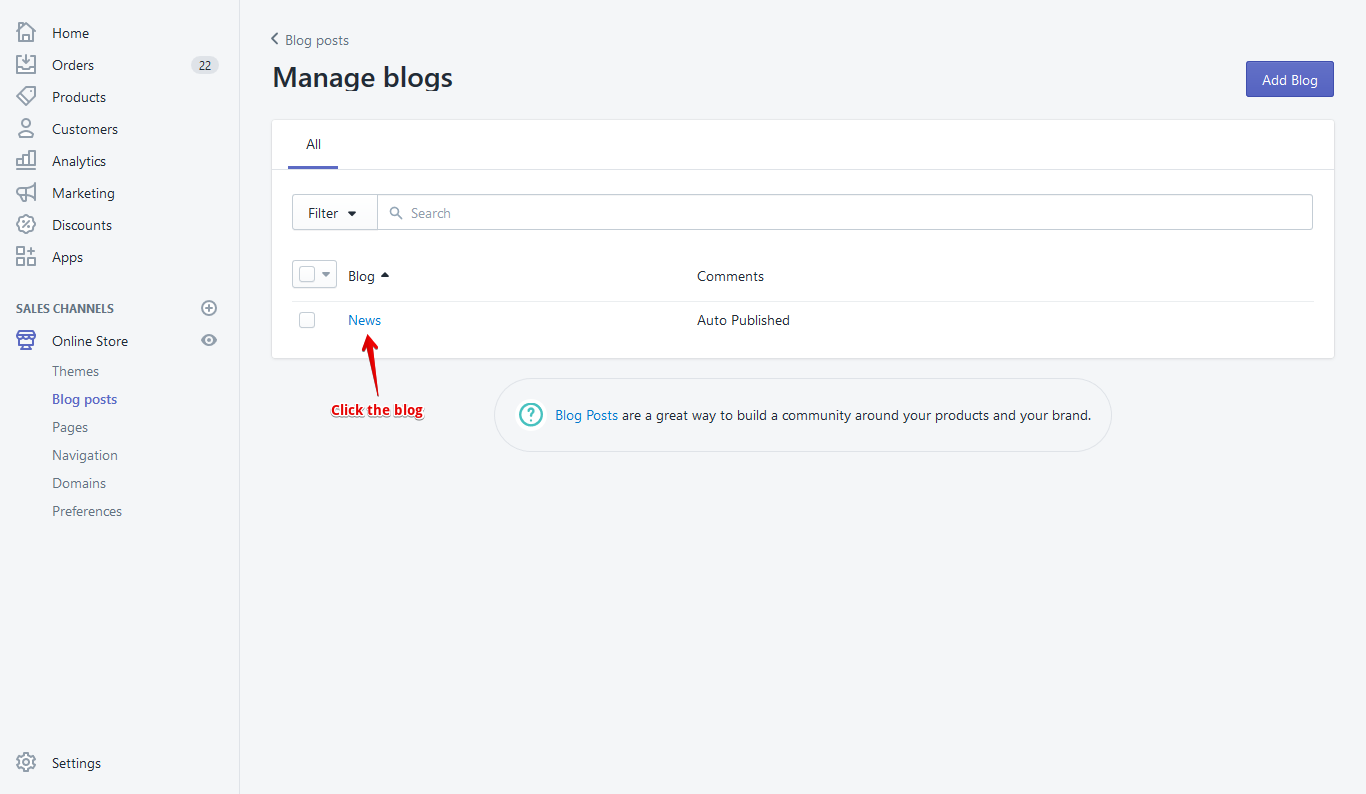 Home
Orders 22
Products
Customers
Analytics
Marketing
Discounts
Apps
SALES CHANNELS
Online Store
Themes
Blog posts
Pages
Navigation
Domains
Preferences
Settings
Blog posts
Manage blogs
Add Blog
All
Filter
Search
Blog Comments
News Auto Published
Click the blog
Blog Posts are a great way to build a community around your products and your brand.